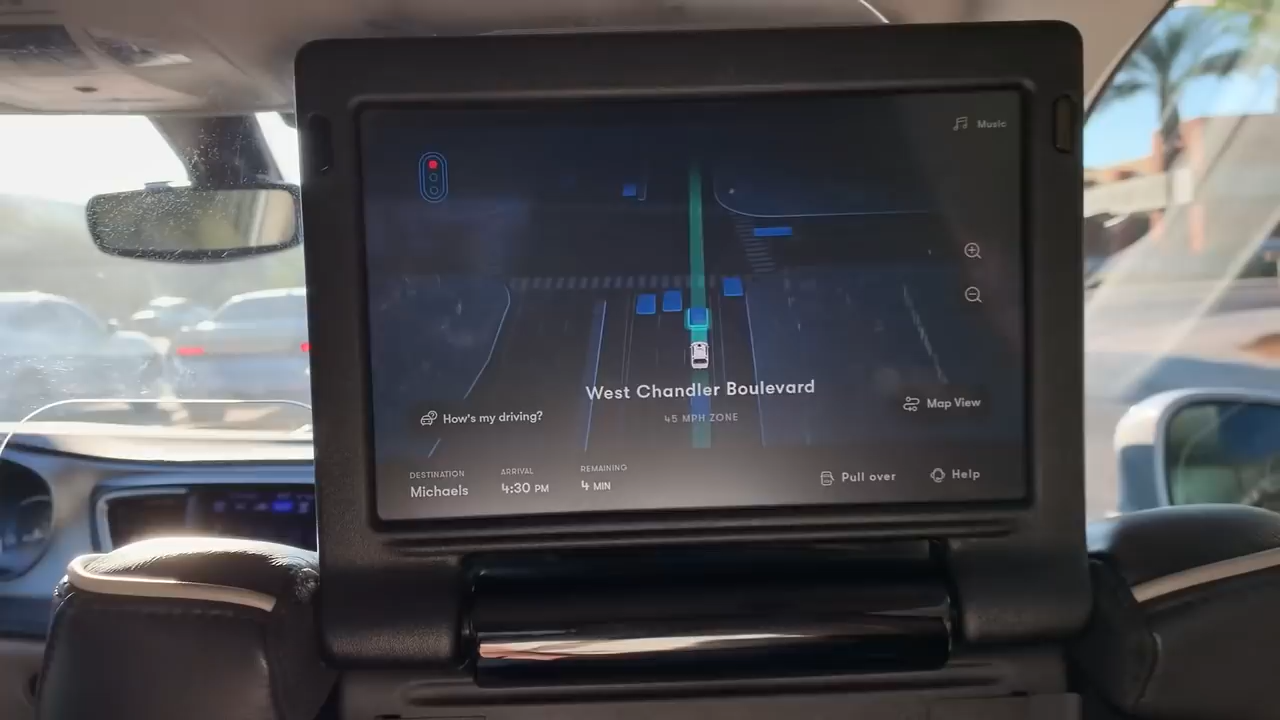 Music
West Chandler Boulevard
45 MPH ZONE
How's my driving?
Map View
DESTINATION
Michaels
ARRIVAL
4:30 PM
REMAINING
4 MIN
Pull over
Help